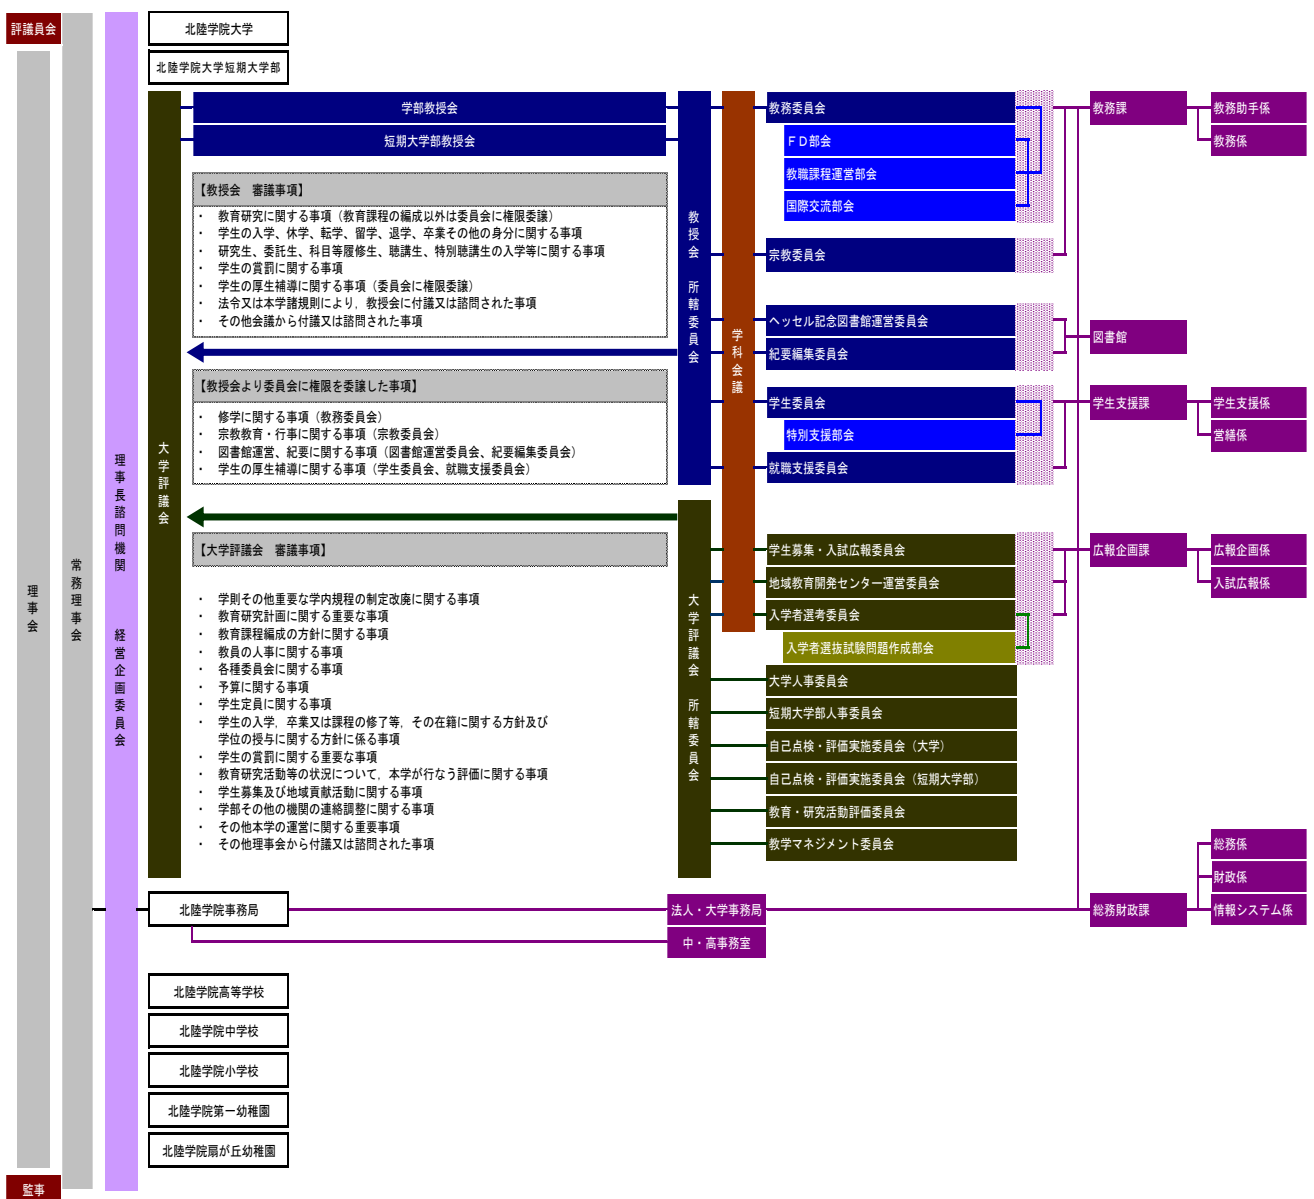 評議員会
理事会
監事
常務理事会
理事長諮問機関　経営企画委員会
北陸学院大学
北陸学院大学短期大学部
大学評議会
学部教授会
短期大学部教授会
【教授会　審議事項】
・　教育研究に関する事項（教育課程の編成以外は委員会に権限委譲）
・　学生の入学、休学、転学、留学、退学、卒業その他の身分に関する事項
・　研究生、委託生、科目等履修生、聴講生、特別聴講生の入学等に関する事項
・　学生の賞罰に関する事項
・　学生の厚生補導に関する事項（委員会に権限委譲）
・　法令又は本学諸規則により，教授会に付議又は諮問された事項
・　その他会議から付議又は諮問された事項
【教授会より委員会に権限を委譲した事項】
・　修学に関する事項（教務委員会）
・　宗教教育・行事に関する事項（宗教委員会）
・　図書館運営、紀要に関する事項（図書館運営委員会、紀要編集委員会）
・　学生の厚生補導に関する事項（学生委員会、就職支援委員会）
【大学評議会　審議事項】
・　学則その他重要な学内規程の制定改廃に関する事項
・　教育研究計画に関する重要な事項
・　教育課程編成の方針に関する事項
・　教員の人事に関する事項
・　各種委員会に関する事項
・　予算に関する事項
・　学生定員に関する事項
・　学生の入学，卒業又は課程の修了等，その在籍に関する方針及び
学位の授与に関する方針に係る事項
・　学生の賞罰に関する重要な事項
・　教育研究活動等の状況について，本学が行なう評価に関する事項
・　学生募集及び地域貢献活動に関する事項
・　学部その他の機関の連絡調整に関する事項
・　その他本学の運営に関する重要事項
・　その他理事会から付議又は諮問された事項
教授会　所轄委員会
大学評議会　所轄委員会
学科会議
教務委員会
ＦＤ部会
教職課程運営部会
国際交流部会
宗教委員会
ヘッセル記念図書館運営委員会
紀要編集委員会
学生委員会
特別支援部会
就職支援委員会
学生募集・入試広報委員会
地域教育開発センター運営委員会
入学者選考委員会
入学者選抜試験問題作成部会
大学人事委員会
短期大学部人事委員会
自己点検・評価実施委員会（大学）
自己点検・評価実施委員会（短期大学部）
教育・研究活動評価委員会
教学マネジメント委員会
教務課
教務助手係
教務係
図書館
学生支援課
学生支援係
営繕係
広報企画課
広報企画係
入試広報係
総務係
財政係
総務財政課
情報システム係
北陸学院事務局
法人・大学事務局
中・高事務室
北陸学院高等学校
北陸学院中学校
北陸学院小学校
北陸学院第一幼稚園
北陸学院扇が丘幼稚園